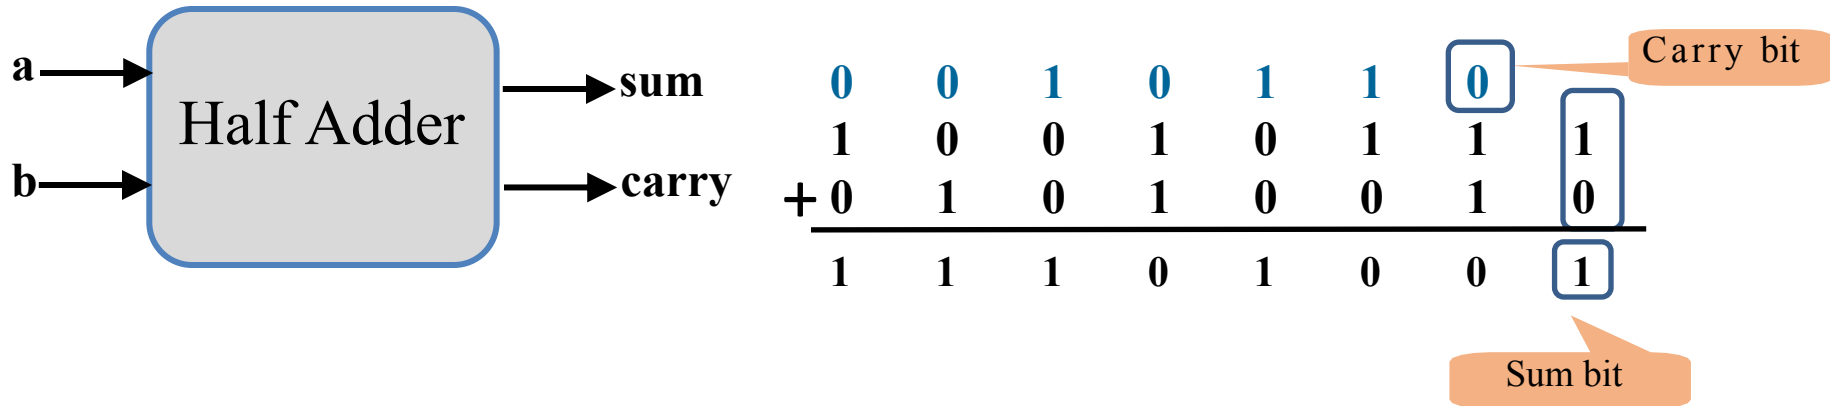 a
b
Half Adder
sum
carry
0 0 1 0 1 1 0
1 0 0 1 0 1 1 1
+ 0 1 0 1 0 0 1 0
1 1 1 0 1 0 0 1
Carry bit
Sum bit